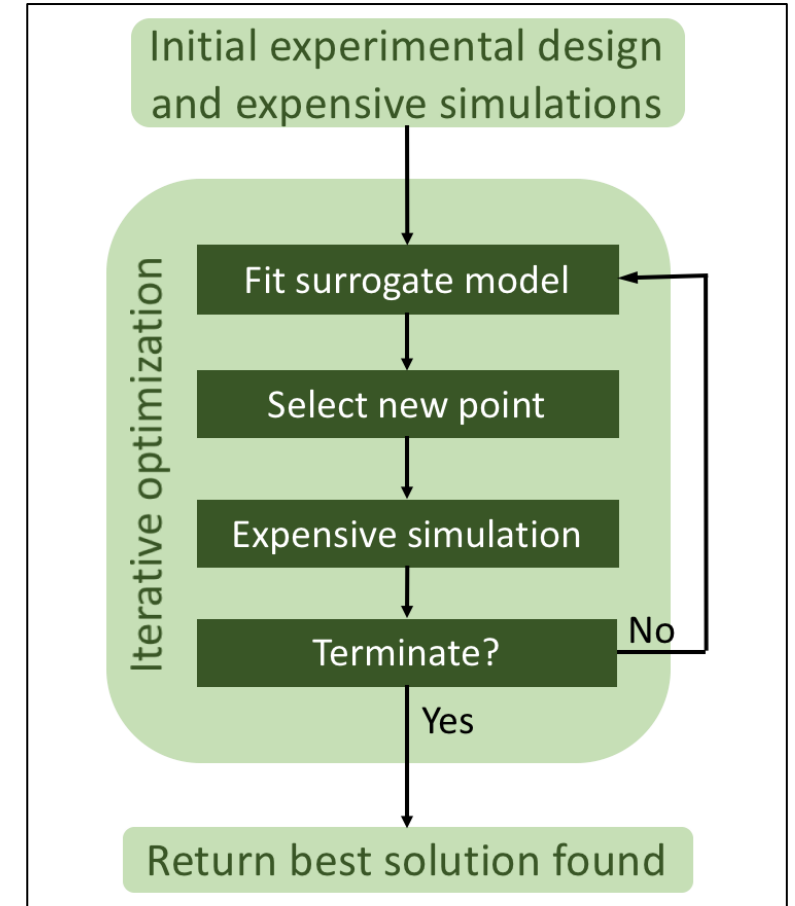 Initial experimental design
and expensive simulations
Iterative optimization
Fit surrogate model
Select new point
Expensive simulation
Terminate?
No
Yes
Return best solution found